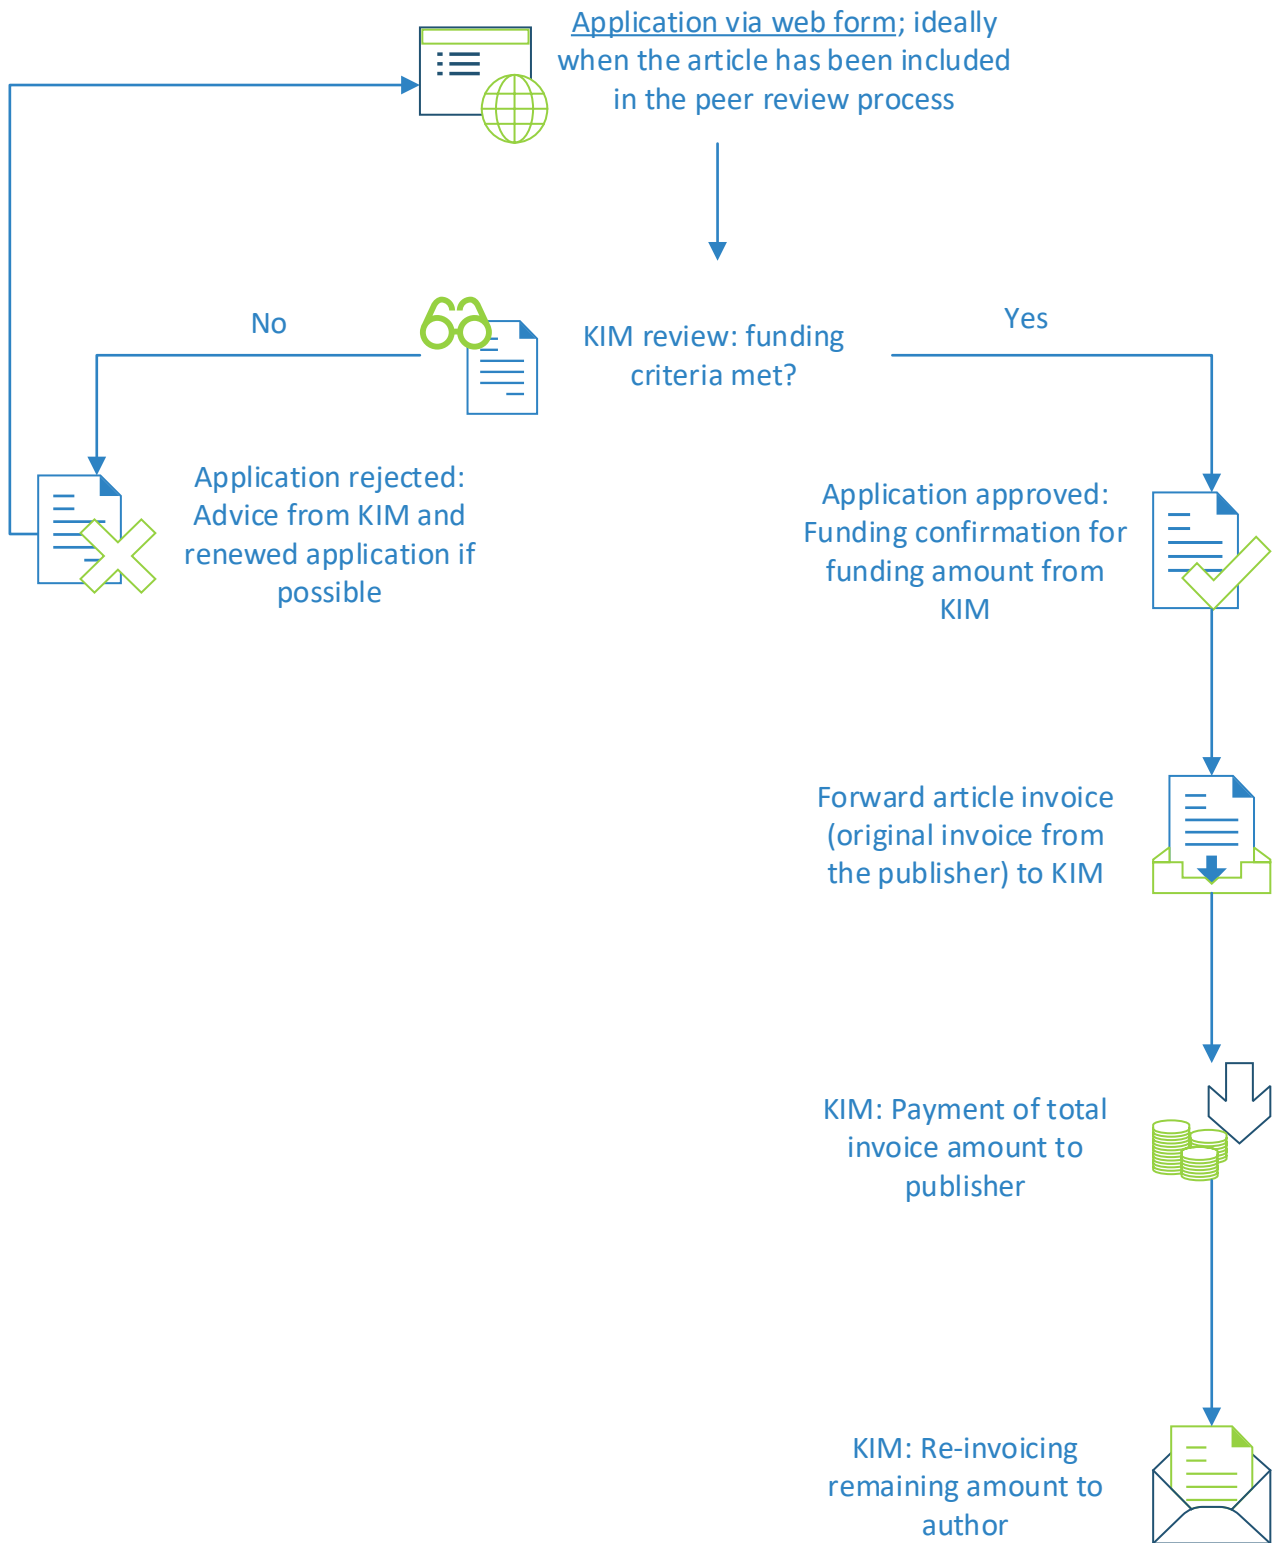 Application via web form; ideally
when the article has been included
in the peer review process
No
KIM review: funding
criteria met?
Yes
Application rejected:
Advice from KIM and
renewed application if
possible
Application approved:
Funding confirmation for
funding amount from
KIM
Forward article invoice
(original invoice from
the publisher) to KIM
KIM: Payment of total
invoice amount to
publisher
KIM: Re-invoicing
remaining amount to
author